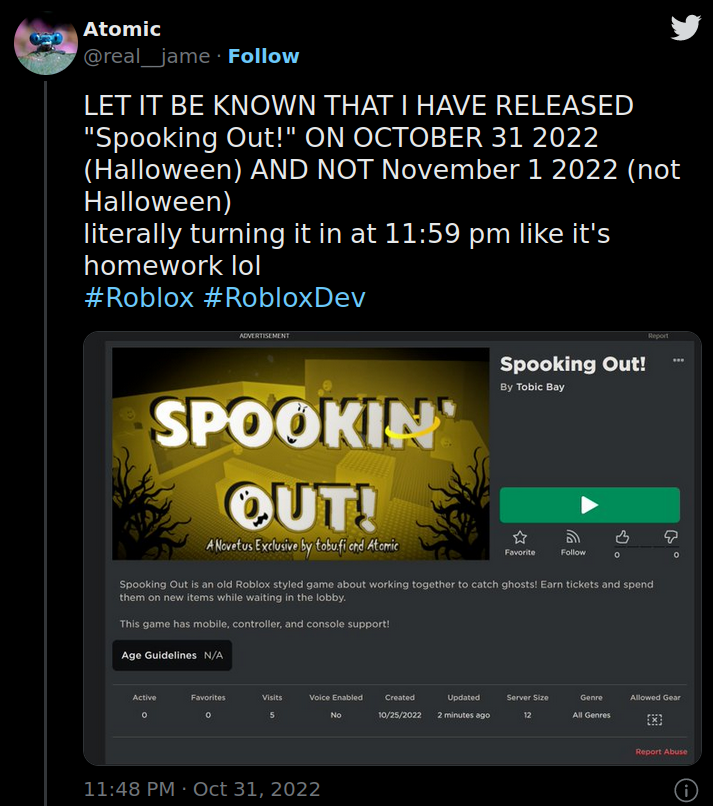 Atomic
@real__jame · Follow
LET IT BE KNOWN THAT I HAVE RELEASED
"Spooking Out!" ON OCTOBER 31 2022
(Halloween) AND NOT November 1 2022 (not
Halloween)
literally turning it in at 11:59 pm like it's
homework lol
#Roblox #RobloxDev
ADVERTISEMENT
Report
SPOOKIN'
OUT!
A Novetus Exclusive by tobu.fi and Atomic
Spooking Out!
By Tobic Bay
Favorite Follow 0 0
Spooking Out is an old Roblox styled game about working together to catch ghosts! Earn tickets and spend
them on new items while waiting in the lobby.
This game has mobile, controller, and console support!
Age Guidelines N/A
Active Favorites Visits Voice Enabled Created Updated Server Size Genre Allowed Gear
0 0 5 No 10/25/2022 2 minutes ago 12 All Genres
Report Abuse
11:48 PM · Oct 31, 2022